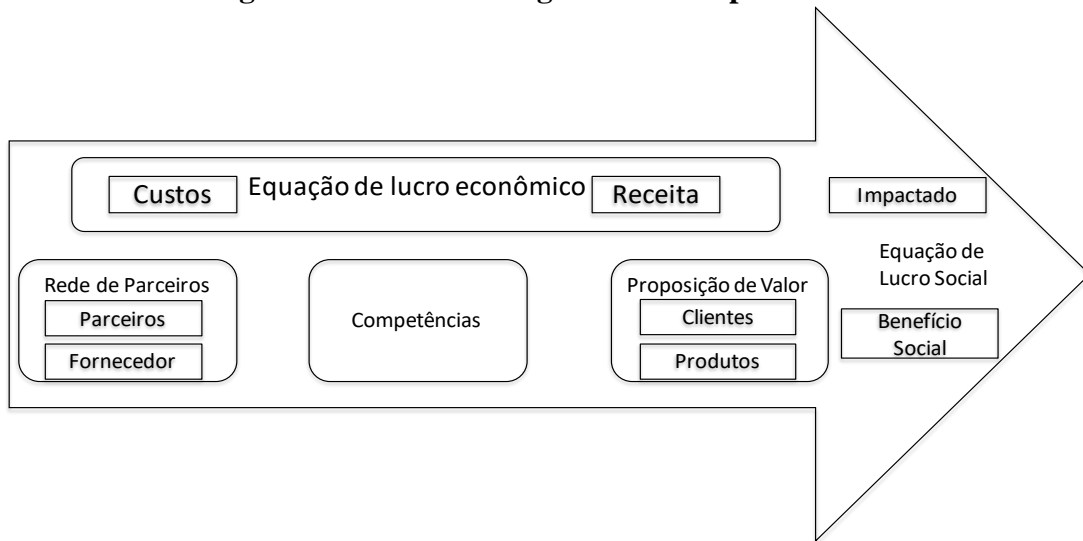 Custos
Equação de lucro econômico
Receita
Impactado
Rede de Parceiros
Parceiros
Fornecedor
Competências
Proposição de Valor
Clientes
Produtos
Equação de
Lucro Social
Benefício
Social